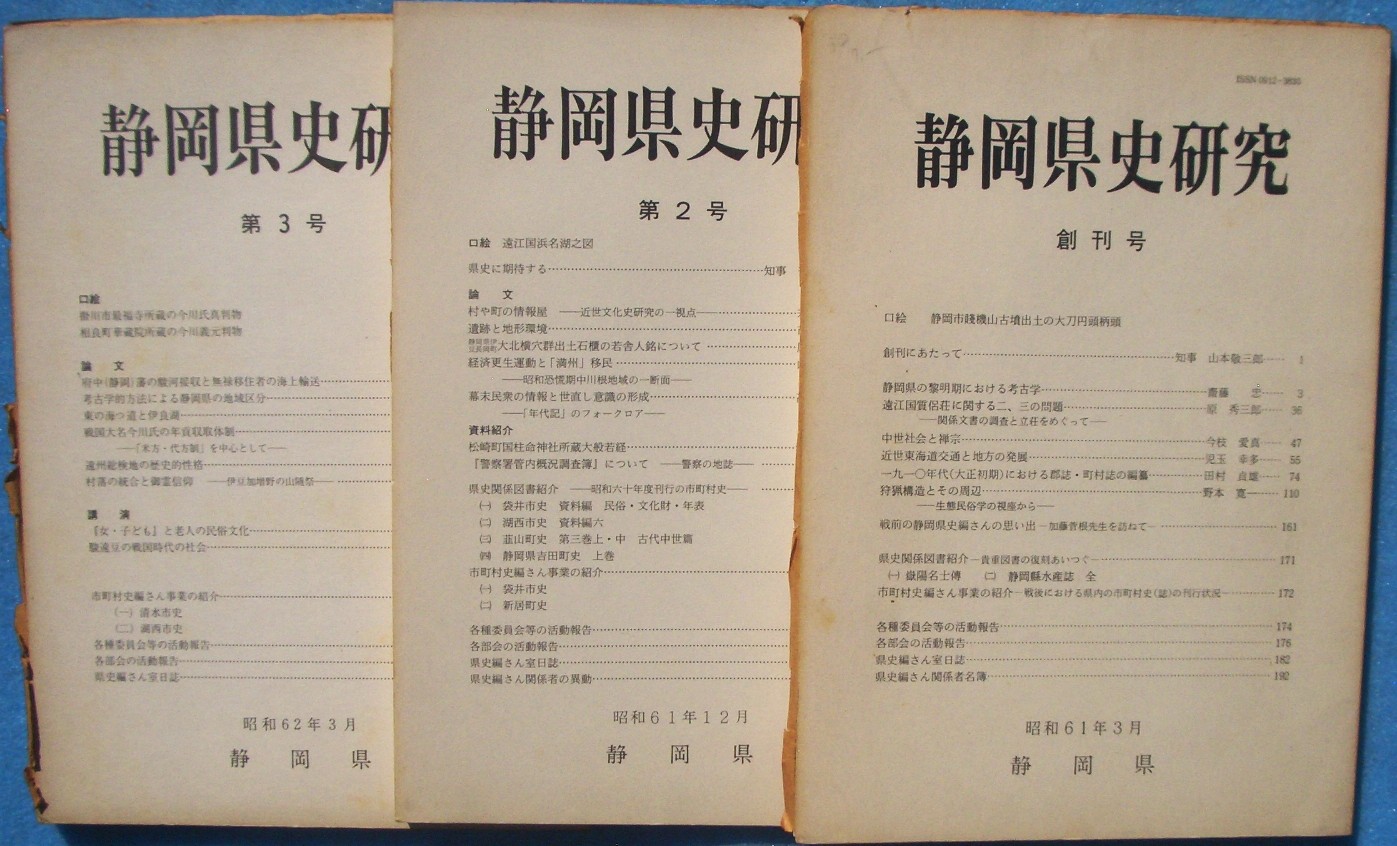 静岡県史研
第3号
口絵
掛川市最福寺所蔵の今川氏真判物
相良町華蔵院所蔵の今川義元判物
論文
府中(静岡)藩の駿河藩収と無禄移住者の海上輸送
考古学的方法による静岡県の地域区分
東の海つ道と伊良湖
戦国大名今川氏の年貢収取体制
――「米方・代方制」を中心として――
遠州総検地の歴史的性格
村落の統合と御霊信仰 ――伊豆加増野の山随祭――
講演
『女・子ども』と老人の民俗文化
駿遠豆の戦国時代の社会
市町村史編さん事業の紹介
(一) 清水市史
(二) 湖西市史
各種委員会等の活動報告
各部会の活動報告
県史編さん室日誌
昭和62年3月
静岡県
静岡県史研
第2号
口絵 遠江国浜名湖之図
県史に期待する……知事
論文
村や町の情報屋 ――近世文化史研究の一視点――
遺跡と地形環境
静岡県伊豆長岡町大北横穴群出土石櫃の若舎人銘について
経済更生運動と「満州」移民
――昭和恐慌期中川根地域の一断面――
幕末民衆の情報と世直し意識の形成
――「年代記」のフォークロア――
資料紹介
松崎町国柱命神社所蔵大般若経
『警察署管内概況調査簿』について ――警察の地誌――
県史関係図書紹介 ――昭和六十年度刊行の市町村史――
㈠ 袋井市史 資料編 民俗・文化財・年表
㈡ 湖西市史 資料編六
㈢ 韮山町史 第三巻上・中 古代中世篇
㈣ 静岡県吉田町史 上巻
市町村史編さん事業の紹介
㈠ 袋井市史
㈡ 新居町史
各種委員会等の活動報告
各部会の活動報告
県史編さん室日誌
県史編さん関係者の異動
昭和61年12月
静岡県
静岡県史研究
創刊号
口絵 静岡市賤機山古墳出土の大刀円頭柄頭
創刊にあたって……知事 山本敬三郎…… 1
静岡県の黎明期における考古学……斎藤 忠…… 3
遠江国質侶荘に関する二、三の問題……原 秀三郎…… 36
――関係文書の調査と立荘をめぐって――
中世社会と禅宗……今枝 愛真…… 47
近世東海道交通と地方の発展……児玉 幸多…… 55
一九一〇年代(大正初期)における郡誌・町村誌の編纂……田村 貞雄…… 74
狩猟構造とその周辺……野本 寛一……110
――生態民俗学の視座から――
戦前の静岡県史編さんの思い出―加藤菅根先生を訪ねて―……161
県史関係図書紹介―貴重図書の復刻あいつぐ―……171
㈠ 嶽陽名士傳 ㈡ 静岡縣水産誌 全
市町村史編さん事業の紹介―戦後における県内の市町村史(誌)の刊行状況―……172
各種委員会等の活動報告……174
各部会の活動報告……176
県史編さん室日誌……182
県史編さん関係者名簿……192
昭和61年3月
静岡県